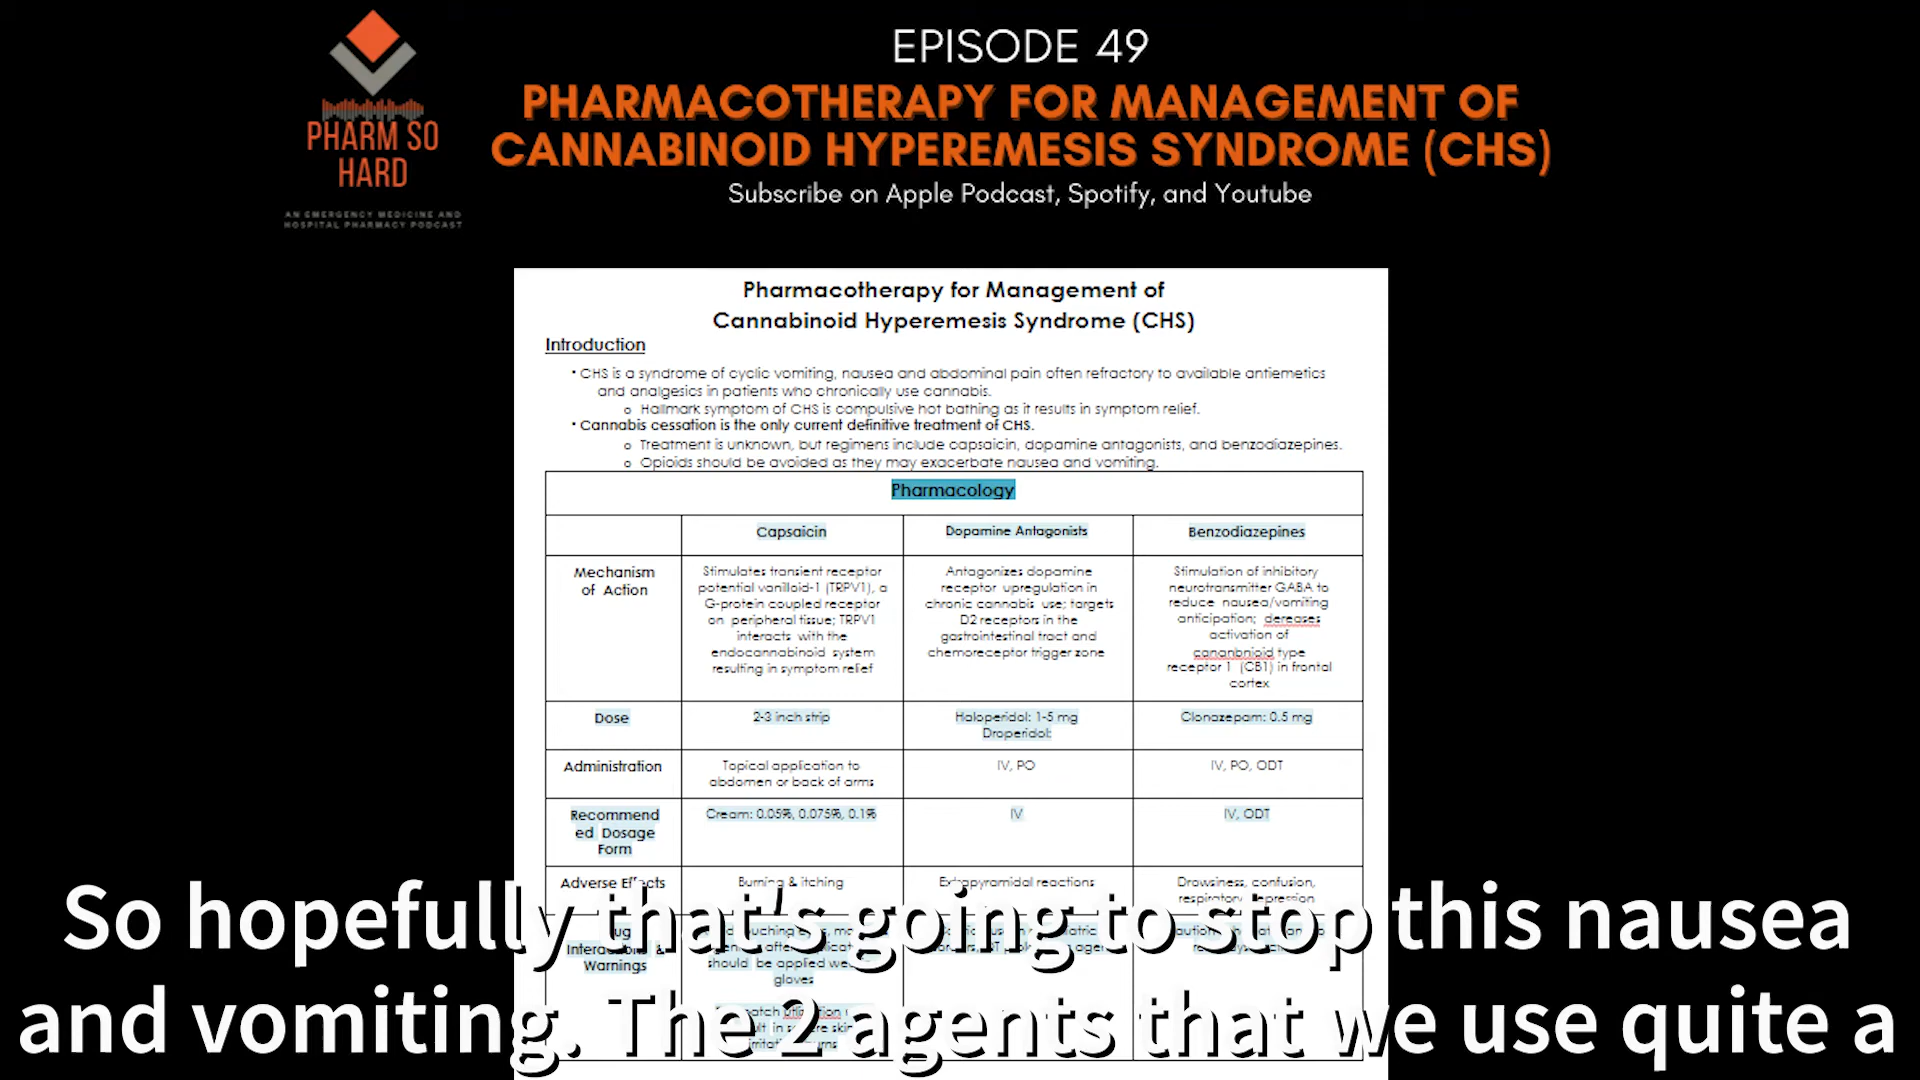 EPISODE 49
PHARMACOTHERAPY FOR MANAGEMENT OF
CANNABINOID HYPEREMESIS SYNDROME (CHS)
Subscribe on Apple Podcast, Spotify, and Youtube
PHARM SO
HARD
AN EMERGENCY MEDICINE AND
HOSPITAL PHARMACY PODCAST
Pharmacotherapy for Management of
Cannabinoid Hyperemesis Syndrome (CHS)
Introduction
• CHS is a syndrome of cyclic vomiting, nausea and abdominal pain often refractory to available antiemetics
and analgesics in patients who chronically use cannabis.
o Hallmark symptom of CHS is compulsive hot bathing as it results in symptom relief.
• Cannabis cessation is the only current definitive treatment of CHS.
o Treatment is unknown, but regimens include capsaicin, dopamine antagonists, and benzodiazepines.
o Opioids should be avoided as they may exacerbate nausea and vomiting.
Pharmacology
Capsaicin
Dopamine Antagonists
Benzodiazepines
Mechanism
of Action
Stimulates transient receptor
potential vanilloid-1 (TRPV1), a
G-protein coupled receptor
on peripheral tissue; TRPV1
interacts with the
endocannabinoid system
resulting in symptom relief
Antagonizes dopamine
receptor upregulation in
chronic cannabis use; targets
D2 receptors in the
gastrointestinal tract and
chemoreceptor trigger zone
Stimulation of inhibitory
neurotransmitter GABA to
reduce nausea/vomiting
anticipation; dereases
activation of
cananbnioid type
receptor 1 (CB1) in frontal
cortex
Dose
2-3 inch strip
Haloperidol: 1-5 mg
Droperidol:
Clonazepam: 0.5 mg
Administration
Topical application to
abdomen or back of arms
IV, PO
IV, PO, ODT
Recommend
ed Dosage
Form
Cream: 0.05%, 0.075%, 0.1%
IV
IV, ODT
Adverse Effects
Burning & itching
Extrapyramidal reactions
Drowsiness, confusion,
Warnings
should be applied
gloves
So hopefully that's going to stop this nausea
and vomiting. The 2 agents that we use quite a